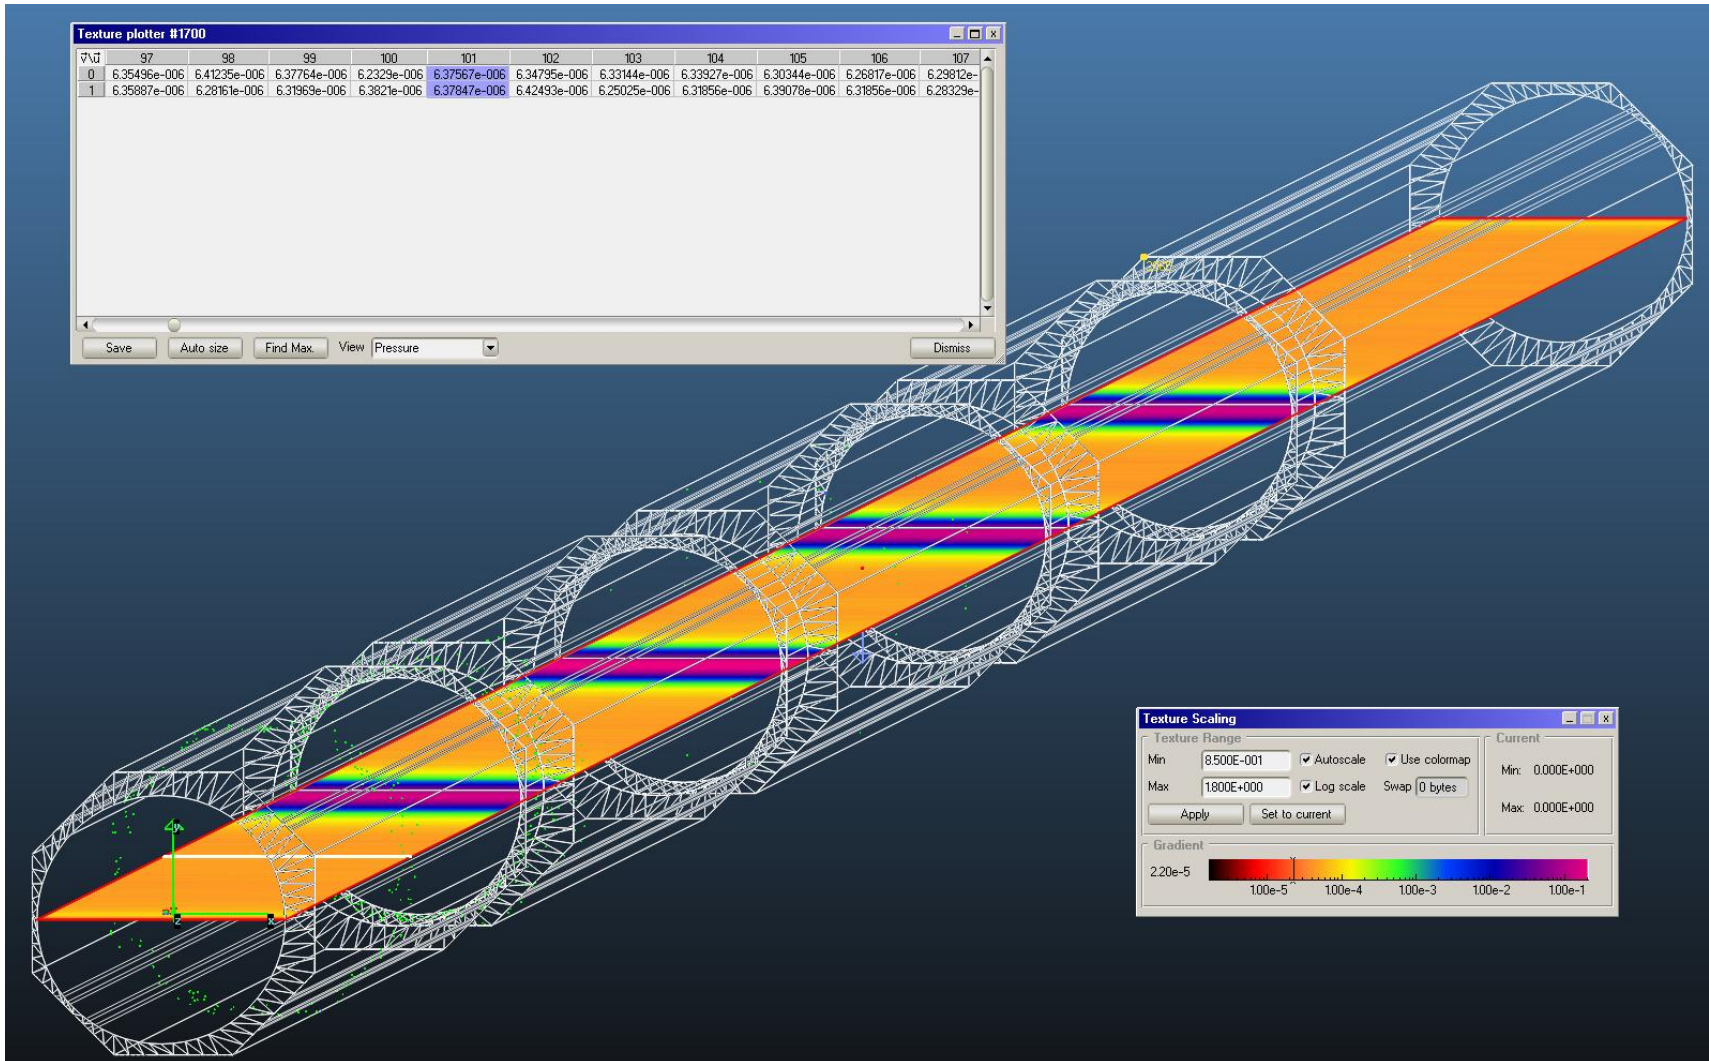 Texture plotter #1700
v\u 97 98 99 100 101 102 103 104 105 106 107
0 6.35496e-006 6.41235e-006 6.37764e-006 6.2329e-006 6.37567e-006 6.34795e-006 6.33144e-006 6.33927e-006 6.30344e-006 6.26817e-006 6.29812e-
1 6.35887e-006 6.28161e-006 6.31969e-006 6.3821e-006 6.37847e-006 6.42493e-006 6.25025e-006 6.31856e-006 6.39078e-006 6.31856e-006 6.28329e-
Save Auto size Find Max. View Pressure Dismiss
Texture Scaling
Texture Range Current
Min 8.500E-001 Autoscale Use colormap Min: 0.000E+000
Max 1.800E+000 Log scale Swap 0 bytes Max: 0.000E+000
Apply Set to current
Gradient
2.20e-5
1.00e-5 1.00e-4 1.00e-3 1.00e-2 1.00e-1
y
z x